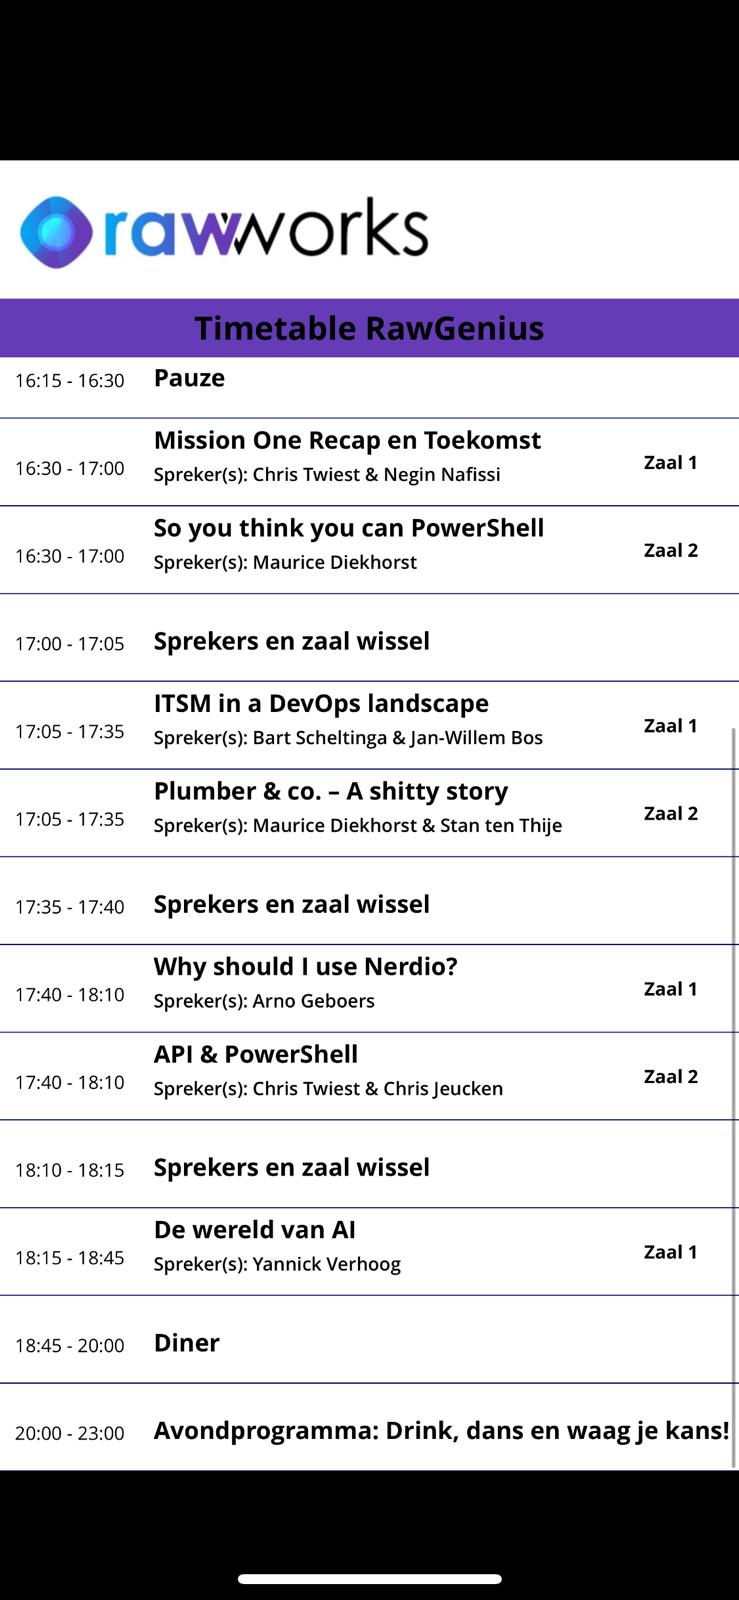 rawworks
Timetable RawGenius
16:15 - 16:30 Pauze
Mission One Recap en Toekomst
16:30 - 17:00 Spreker(s): Chris Twiest & Negin Nafissi Zaal 1
So you think you can PowerShell
16:30 - 17:00 Spreker(s): Maurice Diekhorst Zaal 2
17:00 - 17:05 Sprekers en zaal wissel
ITSM in a DevOps landscape
17:05 - 17:35 Spreker(s): Bart Scheltinga & Jan-Willem Bos Zaal 1
Plumber & co. – A shitty story
17:05 - 17:35 Spreker(s): Maurice Diekhorst & Stan ten Thije Zaal 2
17:35 - 17:40 Sprekers en zaal wissel
Why should I use Nerdio?
17:40 - 18:10 Spreker(s): Arno Geboers Zaal 1
API & PowerShell
17:40 - 18:10 Spreker(s): Chris Twiest & Chris Jeucken Zaal 2
18:10 - 18:15 Sprekers en zaal wissel
De wereld van AI
18:15 - 18:45 Spreker(s): Yannick Verhoog Zaal 1
18:45 - 20:00 Diner
20:00 - 23:00 Avondprogramma: Drink, dans en waag je kans!